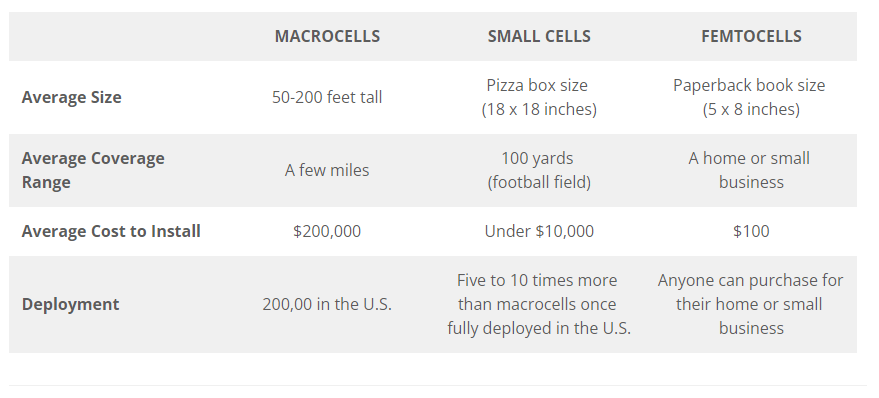 MACROCELLS SMALL CELLS FEMTOCELLS
Average Size 50-200 feet tall Pizza box size (18 x 18 inches) Paperback book size (5 x 8 inches)
Average Coverage Range A few miles 100 yards (football field) A home or small business
Average Cost to Install $200,000 Under $10,000 $100
Deployment 200,00 in the U.S. Five to 10 times more than macrocells once fully deployed in the U.S. Anyone can purchase for their home or small business